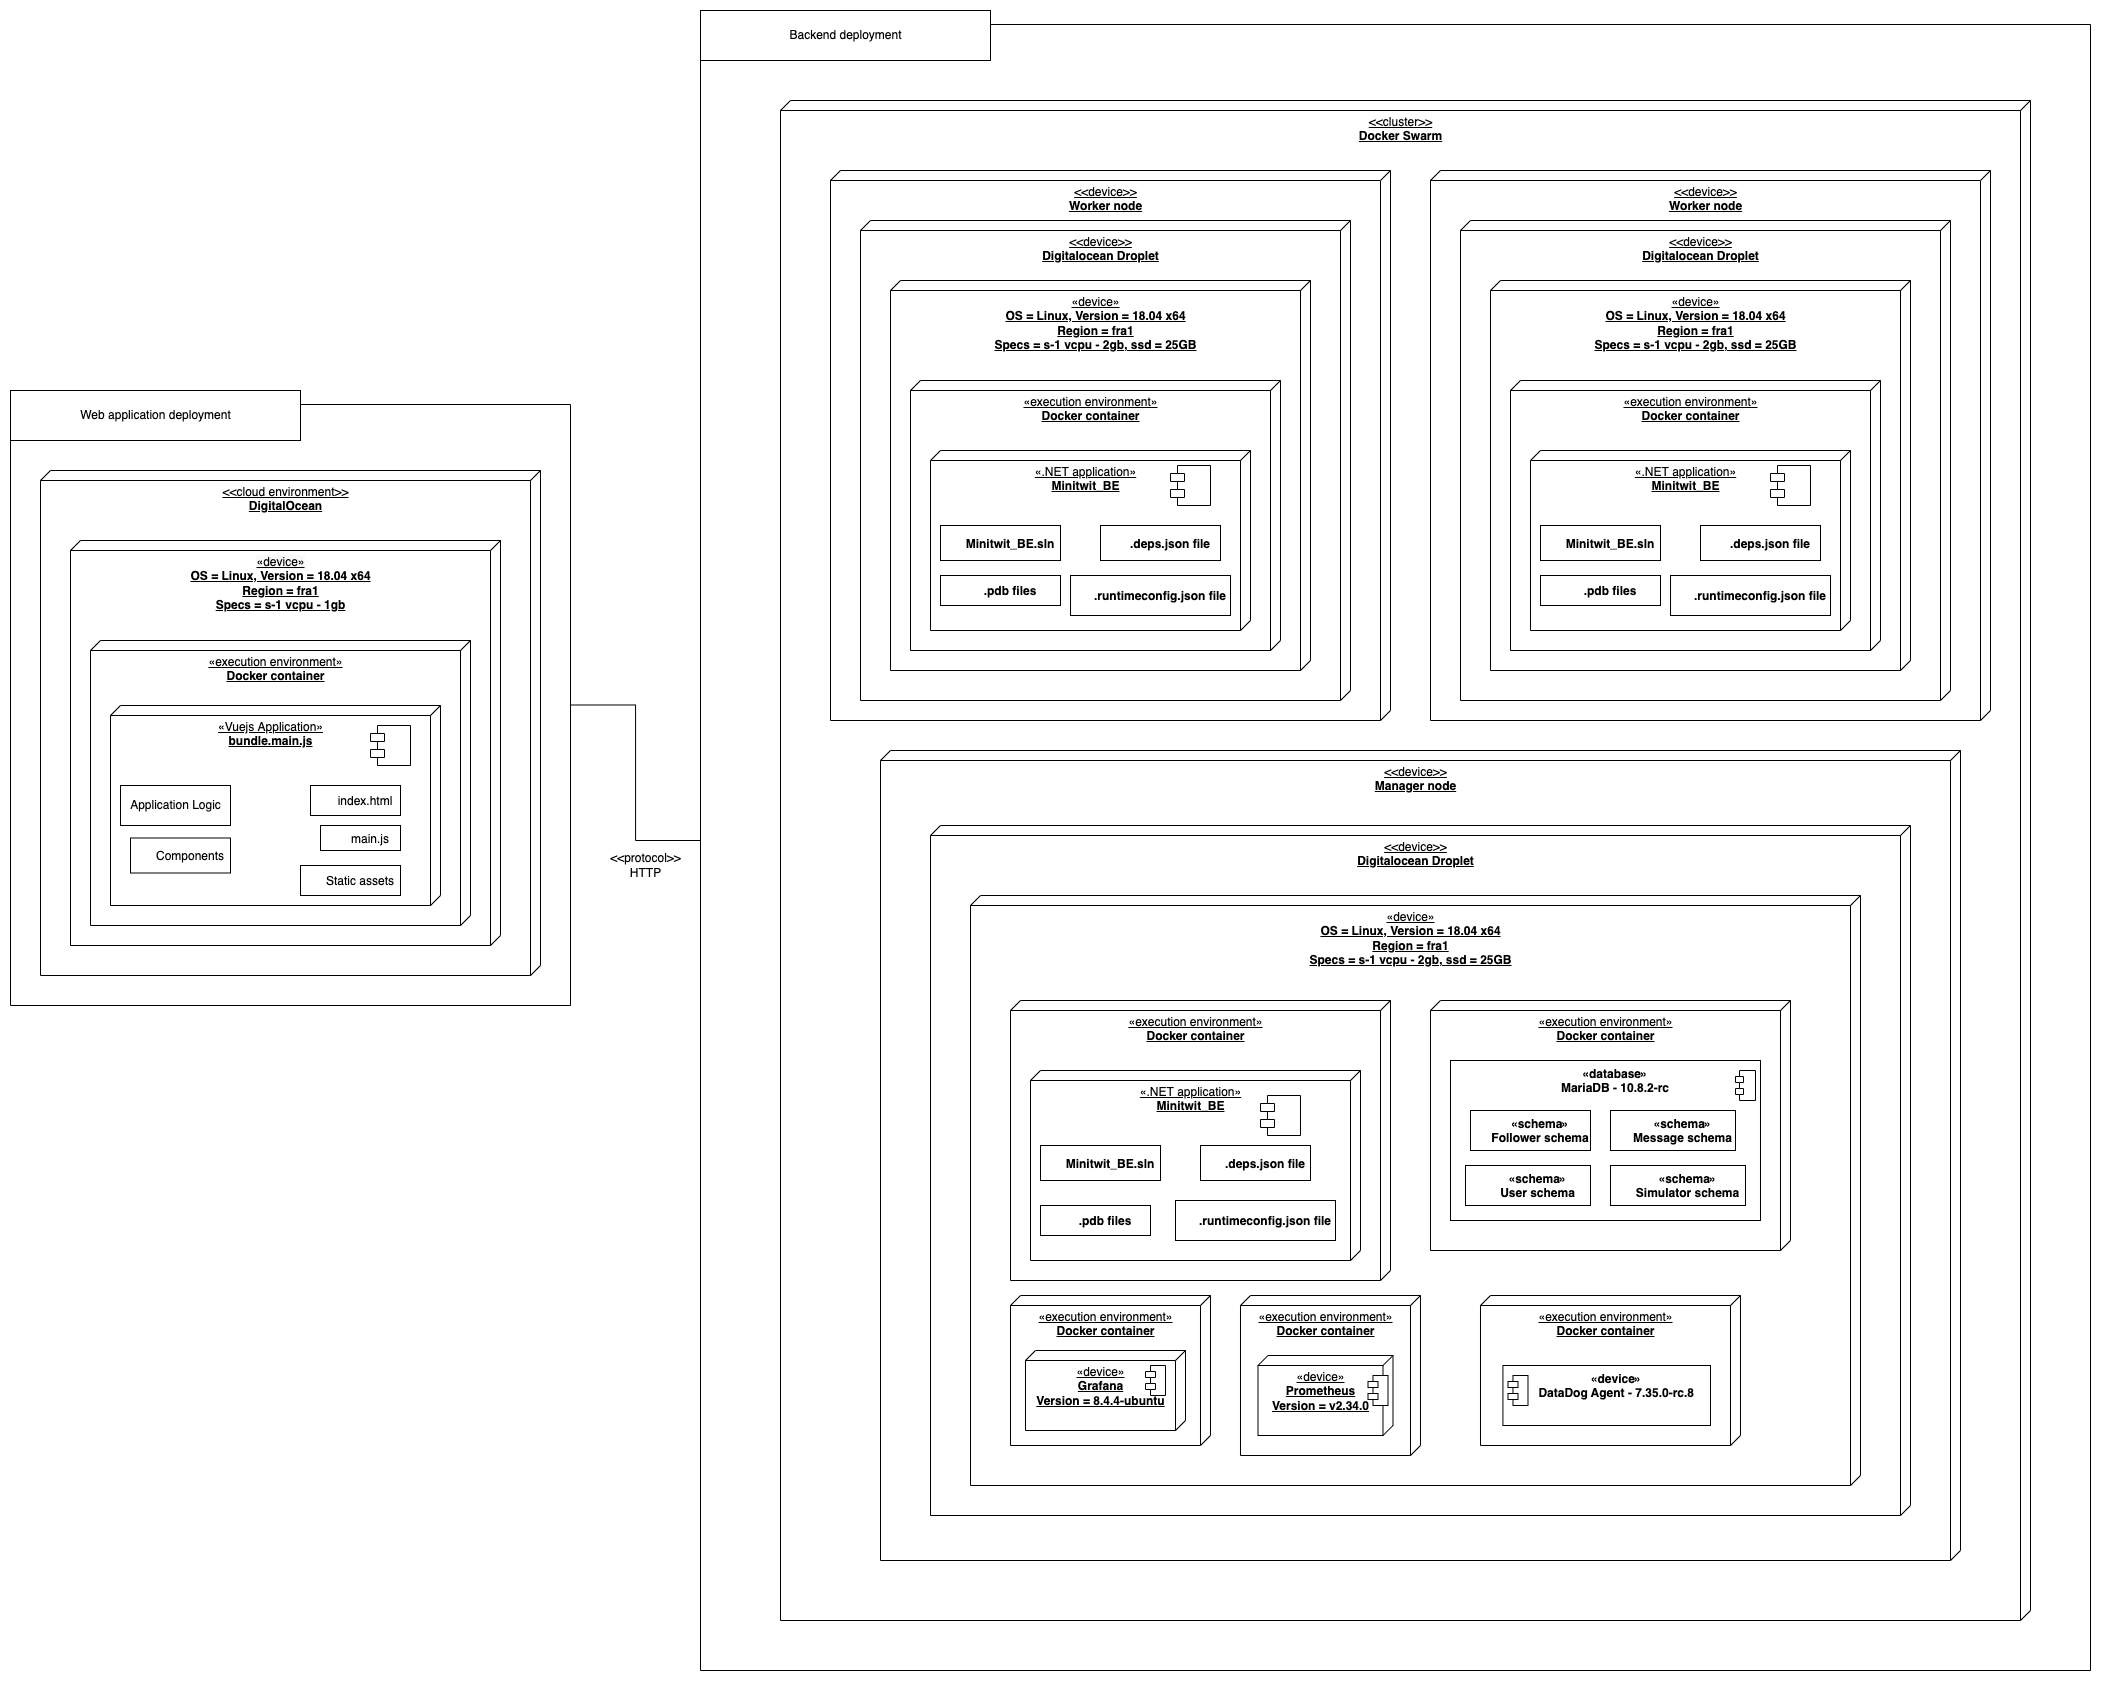 Backend deployment
<<cluster>>
Docker Swarm
<<device>>
Worker node
<<device>>
Digitalocean Droplet
«device»
OS = Linux, Version = 18.04 x64
Region = fra1
Specs = s-1 vcpu - 2gb, ssd = 25GB
«execution environment»
Docker container
«.NET application»
Minitwit_BE
Minitwit_BE.sln
.deps.json file
.pdb files
.runtimeconfig.json file
<<device>>
Worker node
<<device>>
Digitalocean Droplet
«device»
OS = Linux, Version = 18.04 x64
Region = fra1
Specs = s-1 vcpu - 2gb, ssd = 25GB
«execution environment»
Docker container
«.NET application»
Minitwit_BE
Minitwit_BE.sln
.deps.json file
.pdb files
.runtimeconfig.json file
Web application deployment
<<cloud environment>>
DigitalOcean
«device»
OS = Linux, Version = 18.04 x64
Region = fra1
Specs = s-1 vcpu - 1gb
«execution environment»
Docker container
«Vuejs Application»
bundle.main.js
Application Logic
index.html
main.js
Components
Static assets
<<protocol>>
HTTP
<<device>>
Manager node
<<device>>
Digitalocean Droplet
«device»
OS = Linux, Version = 18.04 x64
Region = fra1
Specs = s-1 vcpu - 2gb, ssd = 25GB
«execution environment»
Docker container
«.NET application»
Minitwit_BE
Minitwit_BE.sln
.deps.json file
.pdb files
.runtimeconfig.json file
«execution environment»
Docker container
«database»
MariaDB - 10.8.2-rc
«schema»
Follower schema
«schema»
Message schema
«schema»
User schema
«schema»
Simulator schema
«execution environment»
Docker container
«device»
Grafana
Version = 8.4.4-ubuntu
«execution environment»
Docker container
«device»
Prometheus
Version = v2.34.0
«execution environment»
Docker container
«device»
DataDog Agent - 7.35.0-rc.8